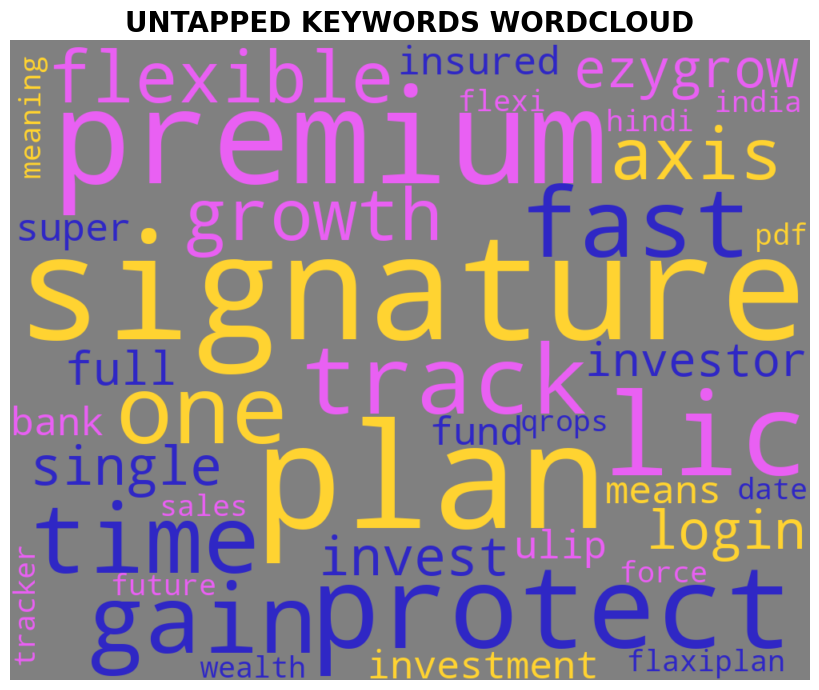 UNTAPPED KEYWORDS WORDCLOUD
meaning
flexible
insured
ezygrow
flexi
india
premium
hindi
axis
growth
fast
super
pdf
signature
full
track
investor
one
lic
bank
plan
fund
qrops
single
means
date
sales
time
login
invest
ulip
tracker
future
force
gain
protect
wealth
investment
flaxiplan